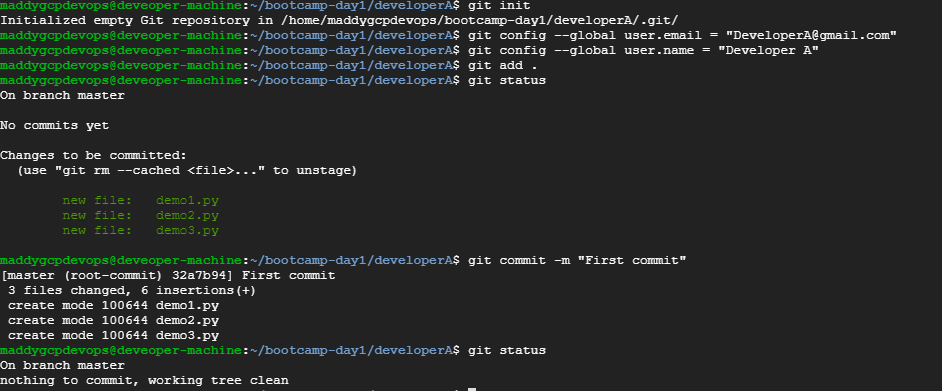 maddygcpdevops@deveoper-machine:~/bootcamp-day1/developerA$ git init
Initialized empty Git repository in /home/maddygcpdevops/bootcamp-day1/developerA/.git/
maddygcpdevops@deveoper-machine:~/bootcamp-day1/developerA$ git config --global user.email = "DeveloperA@gmail.com"
maddygcpdevops@deveoper-machine:~/bootcamp-day1/developerA$ git config --global user.name = "Developer A"
maddygcpdevops@deveoper-machine:~/bootcamp-day1/developerA$ git add .
maddygcpdevops@deveoper-machine:~/bootcamp-day1/developerA$ git status
On branch master
No commits yet
Changes to be committed:
  (use "git rm --cached <file>..." to unstage)
        new file:   demo1.py
        new file:   demo2.py
        new file:   demo3.py
maddygcpdevops@deveoper-machine:~/bootcamp-day1/developerA$ git commit -m "First commit"
[master (root-commit) 32a7b94] First commit
 3 files changed, 6 insertions(+)
 create mode 100644 demo1.py
 create mode 100644 demo2.py
 create mode 100644 demo3.py
maddygcpdevops@deveoper-machine:~/bootcamp-day1/developerA$ git status
On branch master
nothing to commit, working tree clean
maddygcpdevops@deveoper-machine:~/bootcamp-day1/developerA$